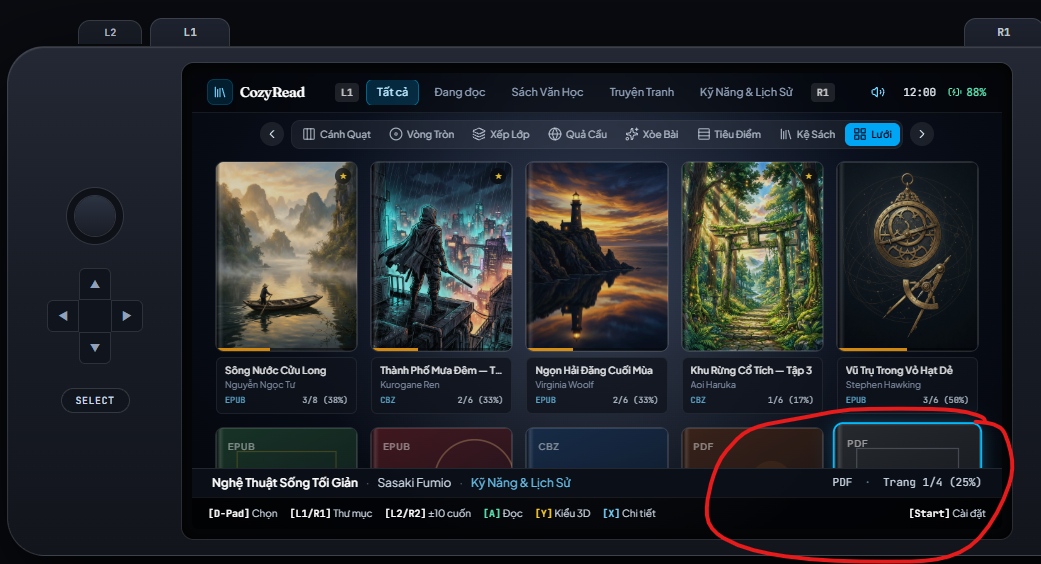 L2 L1 R1
CozyRead L1 Tất cả Đang đọc Sách Văn Học Truyện Tranh Kỹ Năng & Lịch Sử R1 12:00 88%
Cánh Quạt Vòng Tròn Xếp Lớp Quả Cầu Xòe Bài Tiêu Điểm Kệ Sách Lưới
Sông Nước Cửu Long
Nguyễn Ngọc Tư
EPUB 3/8 (38%)
Thành Phố Mưa Đêm — T...
Kurogane Ren
CBZ 2/6 (33%)
Ngọn Hải Đăng Cuối Mùa
Virginia Woolf
EPUB 2/6 (33%)
Khu Rừng Cổ Tích — Tập 3
Aoi Haruka
CBZ 1/6 (17%)
Vũ Trụ Trong Vỏ Hạt Dẻ
Stephen Hawking
EPUB 3/6 (50%)
SELECT
EPUB EPUB CBZ PDF PDF
Nghệ Thuật Sống Tối Giản · Sasaki Fumio · Kỹ Năng & Lịch Sử PDF · Trang 1/4 (25%)
[D-Pad] Chọn [L1/R1] Thư mục [L2/R2] ±10 cuốn [A] Đọc [Y] Kiểu 3D [X] Chi tiết [Start] Cài đặt